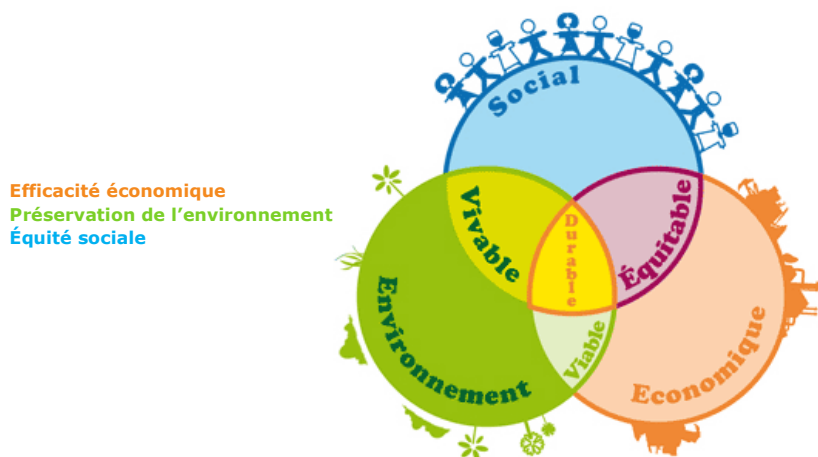 Efficacité économique
Préservation de l’environnement
Équité sociale
Social
Vivable
Durable
Équitable
Environnement
Viable
Economique